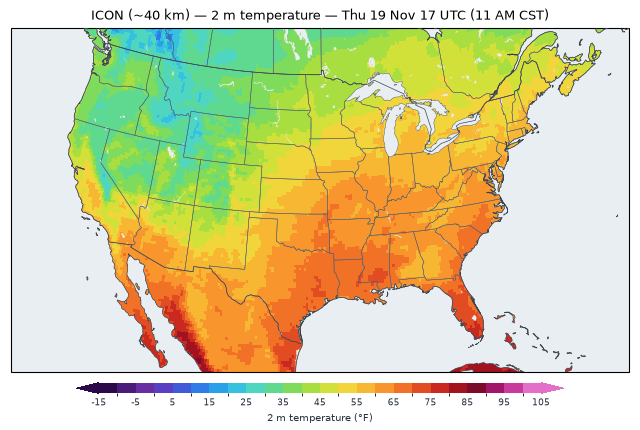 ICON (~40 km) — 2 m temperature — Thu 19 Nov 17 UTC (11 AM CST)
-15 -5 5 15 25 35 45 55 65 75 85 95 105
2 m temperature (°F)